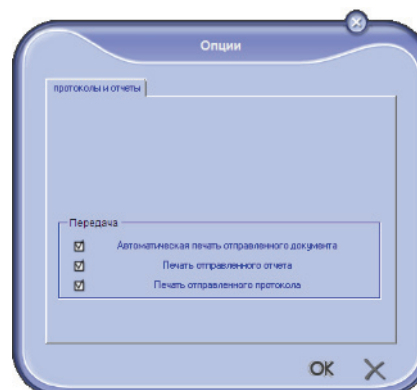 Опции
протоколы и отчеты
Передача
Автоматическая печать отправленного документа
Печать отправленного отчета
Печать отправленного протокола
OK